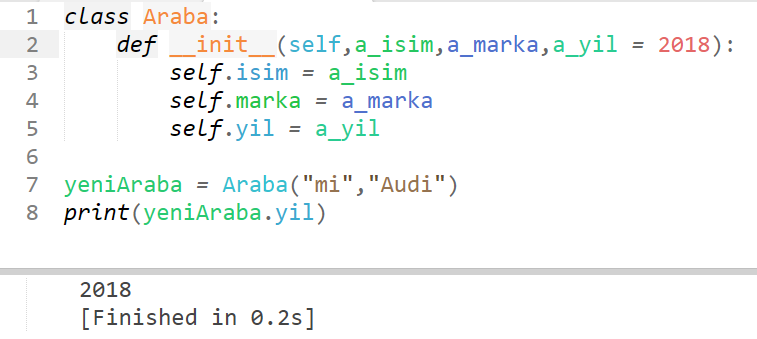 1 class Araba:
2 def __init__(self,a_isim,a_marka,a_yil = 2018):
3 self.isim = a_isim
4 self.marka = a_marka
5 self.yil = a_yil
6
7 yeniAraba = Araba("mi","Audi")
8 print(yeniAraba.yil)
2018
[Finished in 0.2s]